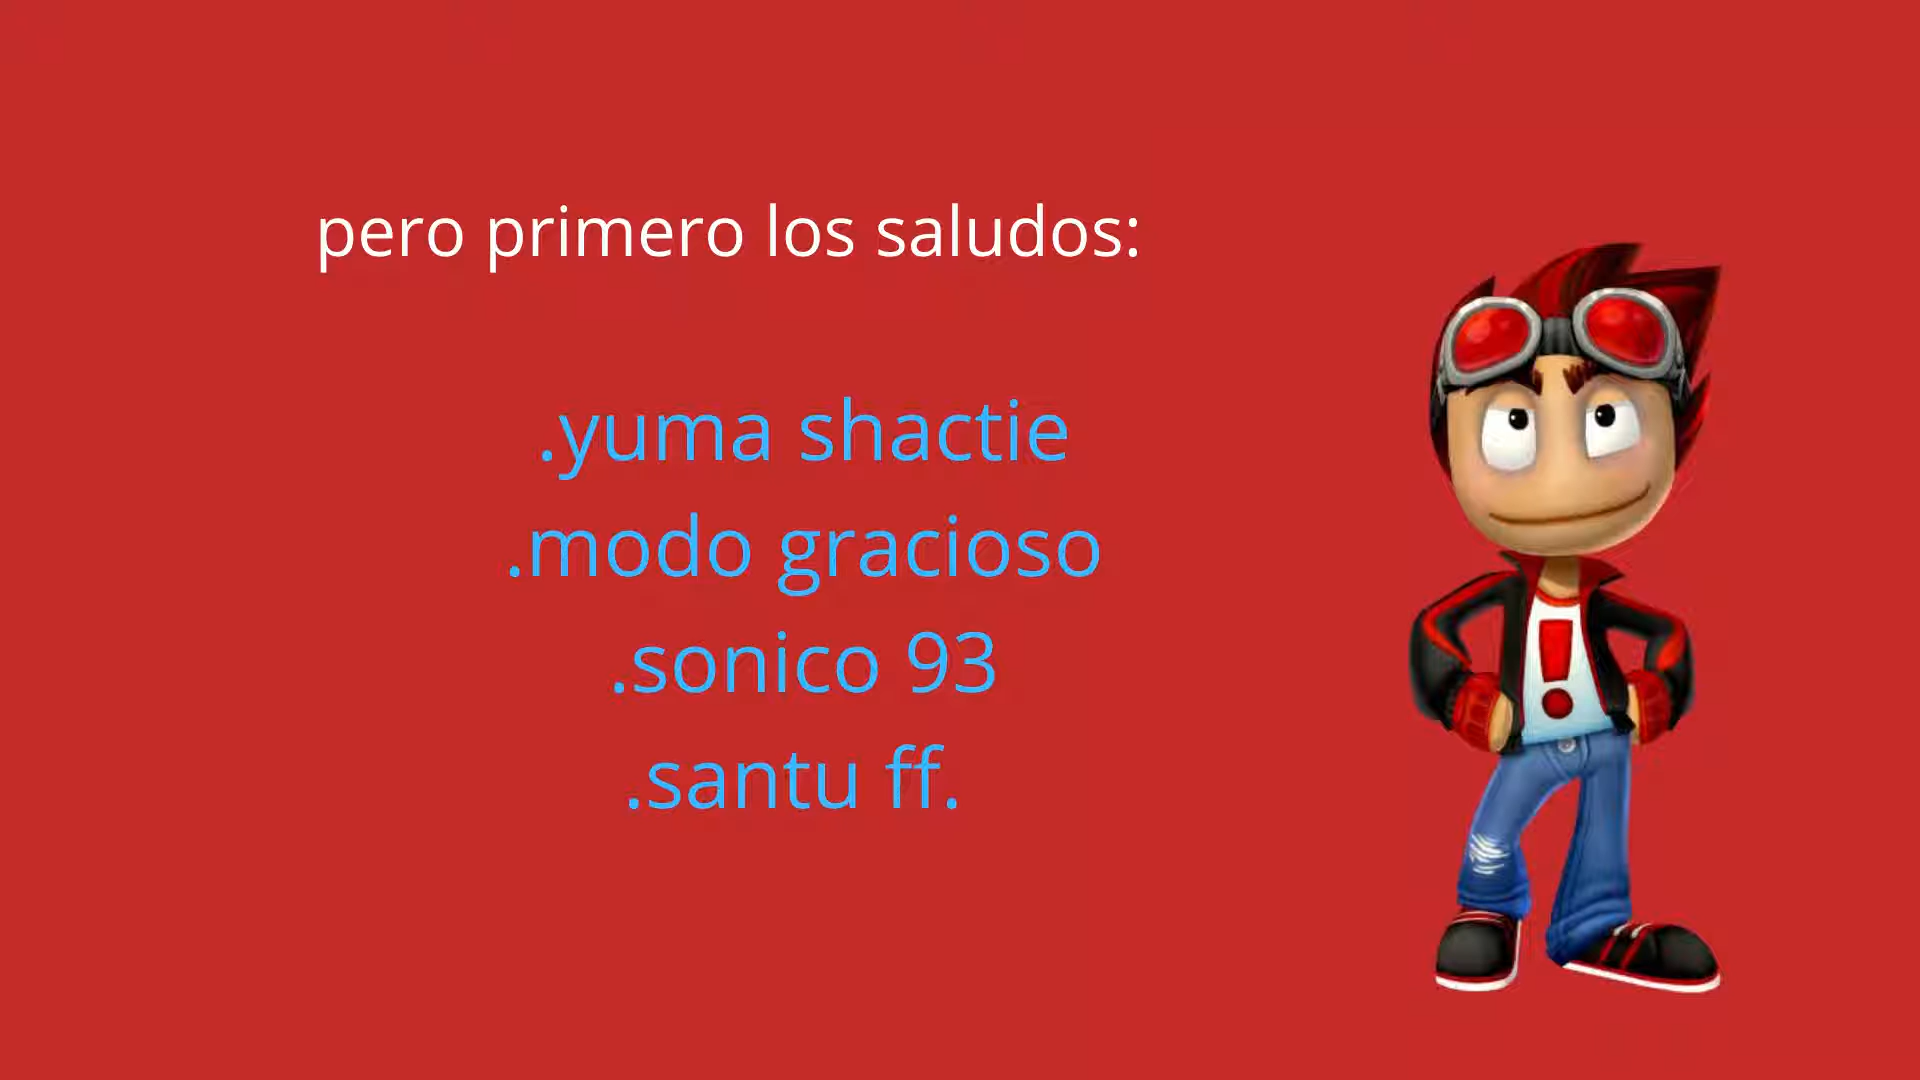 pero primero los saludos:
.yuma shactie
.modo gracioso
.sonico 93
.santu ff.